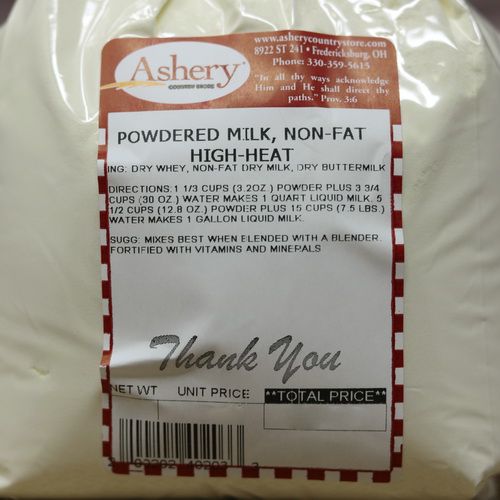 www.asherycountrystore.com
8922 ST 241 • Fredericksburg, OH
Phone: 330-359-5615
"In all thy ways acknowledge
Him and He shall direct thy
paths." Prov. 3:6
Ashery
COUNTRY STORE
POWDERED MILK, NON-FAT
HIGH-HEAT
ING: DRY WHEY, NON-FAT DRY MILK, DRY BUTTERMILK
DIRECTIONS:1 1/3 CUPS (3.2OZ.) POWDER PLUS 3 3/4
CUPS (30 OZ.) WATER MAKES 1 QUART LIQUID MILK. 5
1/2 CUPS (12.8 OZ.) POWDER PLUS 15 CUPS (7.5 LBS.)
WATER MAKES 1 GALLON LIQUID MILK.
SUGG: MIXES BEST WHEN BLENDED WITH A BLENDER.
FORTIFIED WITH VITAMINS AND MINERALS
Thank You
NET WT UNIT PRICE **TOTAL PRICE**